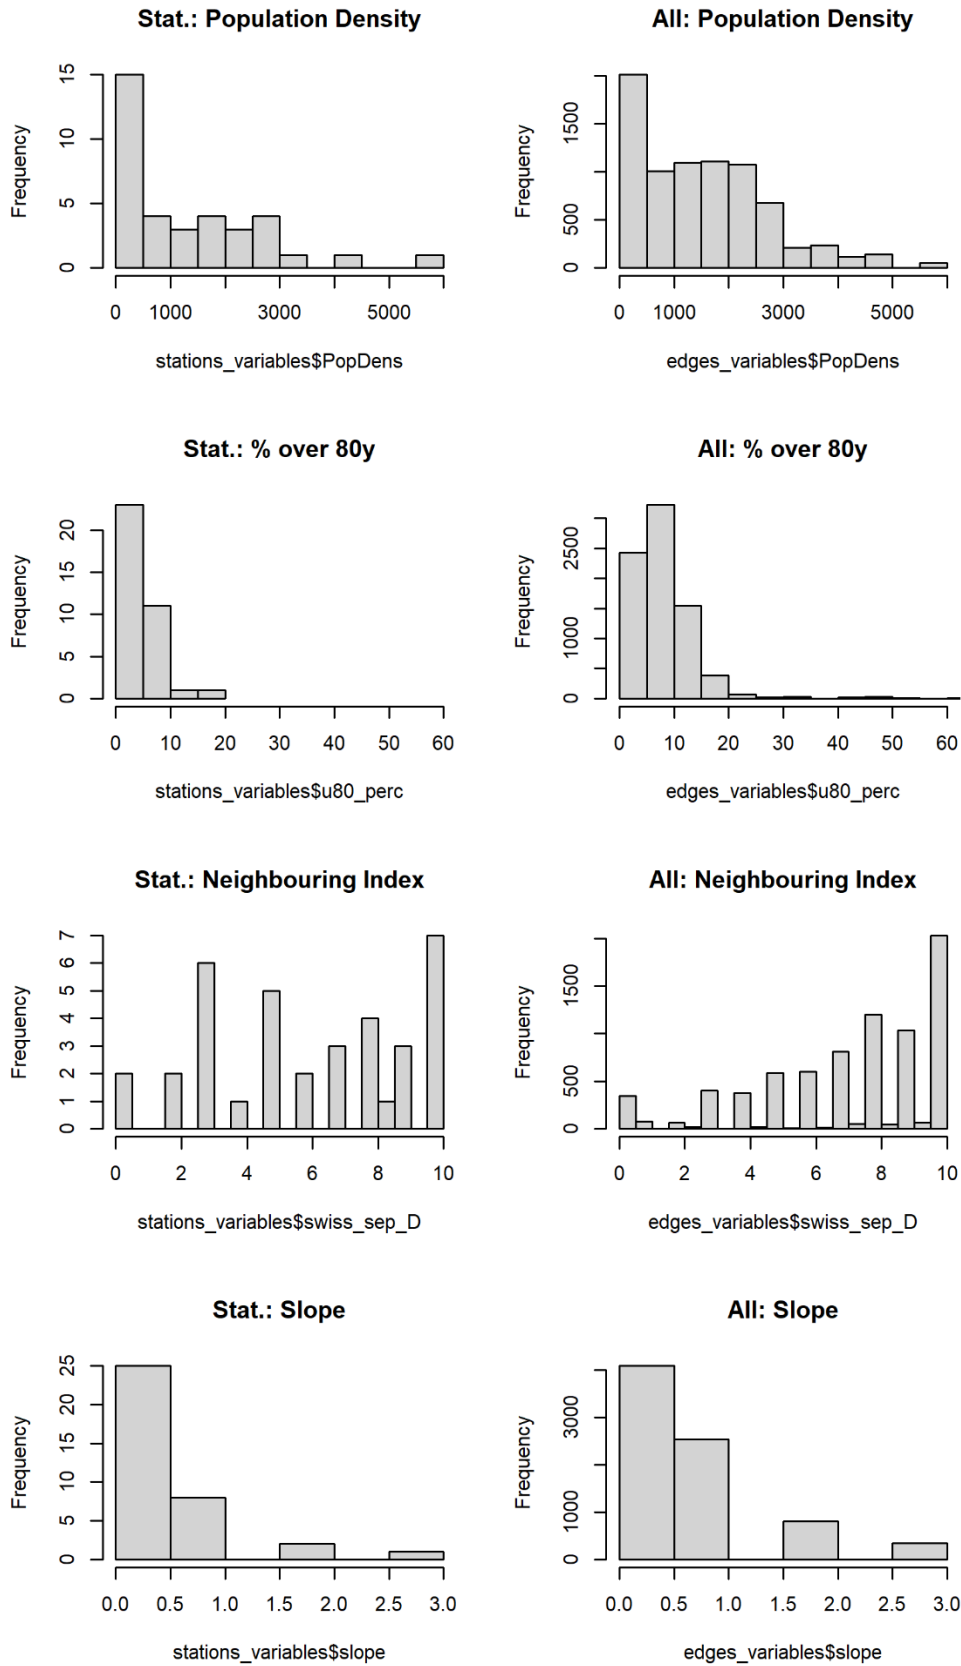 Stat.: Population Density
All: Population Density
Frequency
0 5 10 15
0 1000 3000 5000
stations_variables$PopDens
Frequency
0 500 1500
0 1000 3000 5000
edges_variables$PopDens
Stat.: % over 80y
All: % over 80y
Frequency
0 5 10 15 20
0 10 20 30 40 50 60
stations_variables$u80_perc
Frequency
0 1000 2500
0 10 20 30 40 50 60
edges_variables$u80_perc
Stat.: Neighbouring Index
All: Neighbouring Index
Frequency
0 1 2 3 4 5 6 7
0 2 4 6 8 10
stations_variables$swiss_sep_D
Frequency
0 500 1500
0 2 4 6 8 10
edges_variables$swiss_sep_D
Stat.: Slope
All: Slope
Frequency
0 5 10 15 20 25
0.0 0.5 1.0 1.5 2.0 2.5 3.0
stations_variables$slope
Frequency
0 1000 3000
0.0 0.5 1.0 1.5 2.0 2.5 3.0
edges_variables$slope